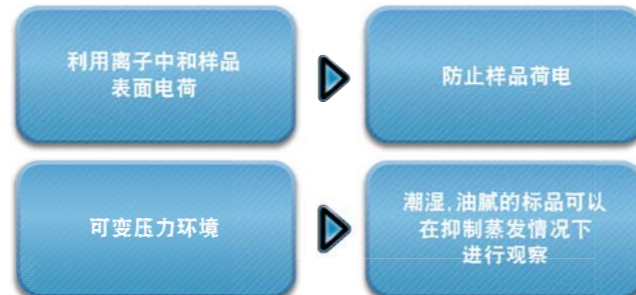 利用离子中和样品
表面电荷
防止样品荷电
可变压力环境
潮湿,油腻的标品可以
在抑制蒸发情况下
进行观察